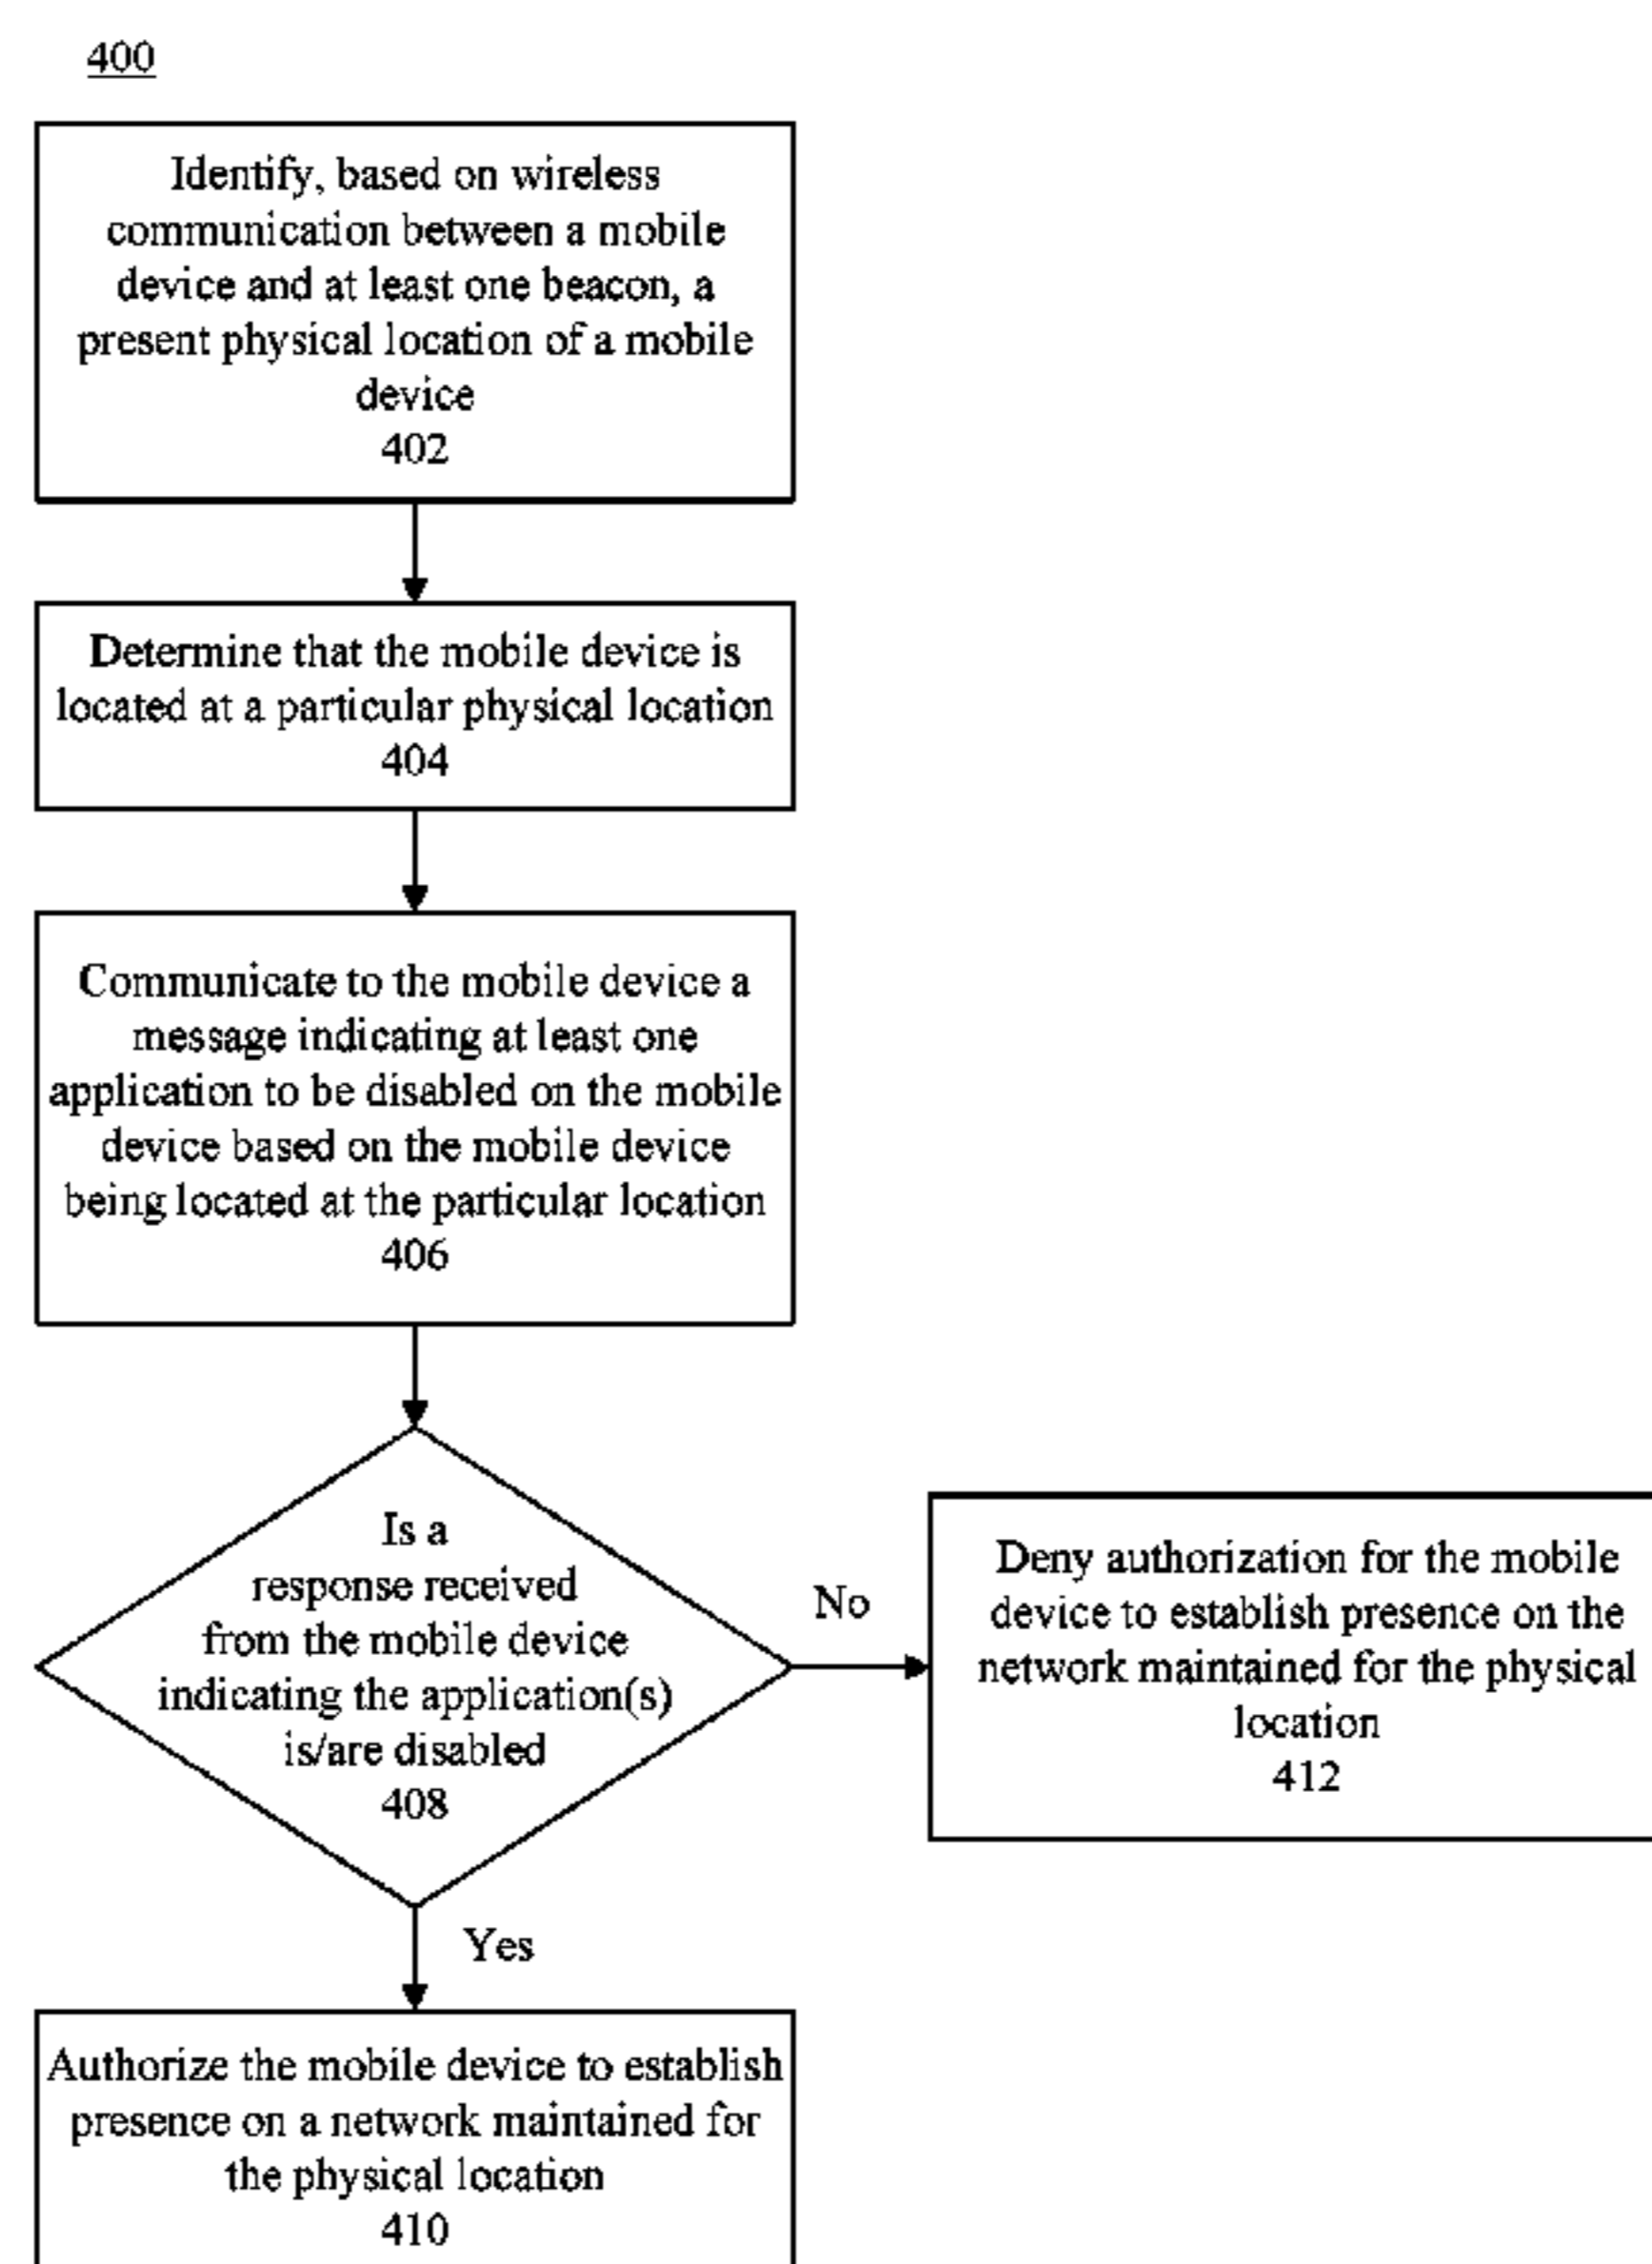 400
Identify, based on wireless
communication between a mobile
device and at least one beacon, a
present physical location of a mobile
device
402
Determine that the mobile device is
located at a particular physical location
404
Communicate to the mobile device a
message indicating at least one
application to be disabled on the mobile
device based on the mobile device
being located at the particular location
406
Is a
response received
from the mobile device
indicating the application(s)
is/are disabled
408
No
Deny authorization for the mobile
device to establish presence on the
network maintained for the physical
location
412
Yes
Authorize the mobile device to establish
presence on a network maintained for
the physical location
410